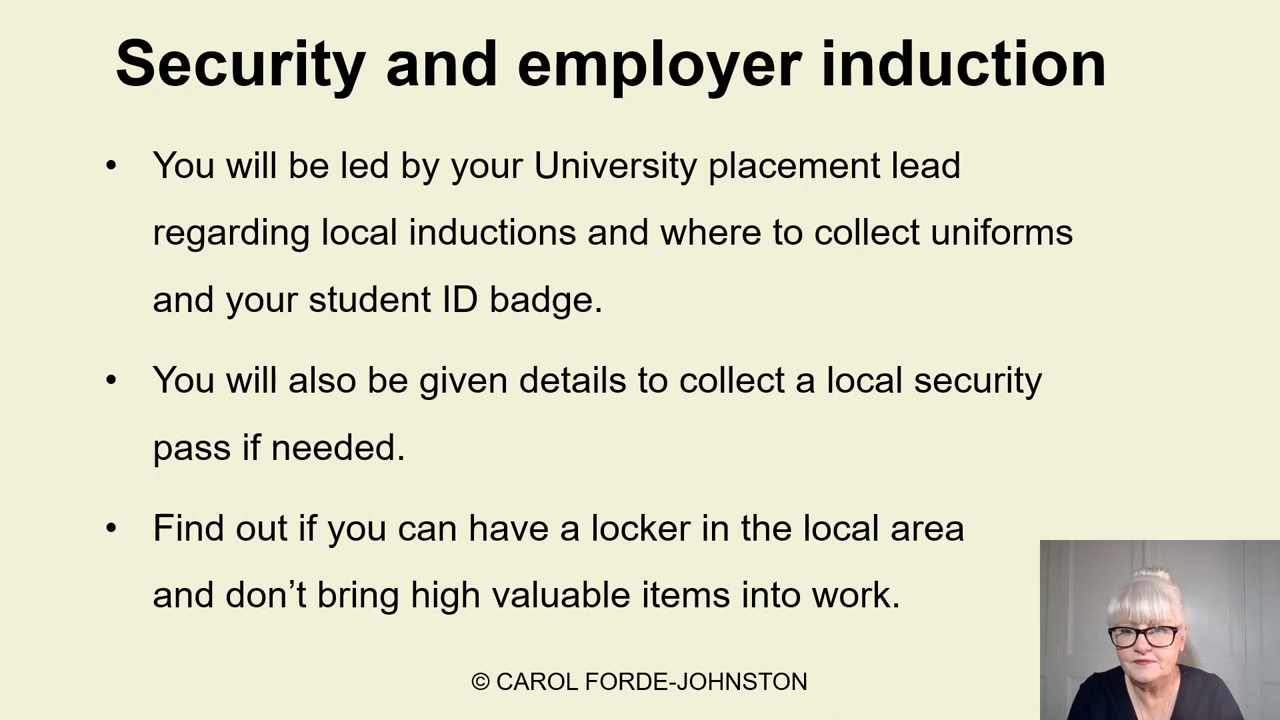 Security and employer induction
• You will be led by your University placement lead
regarding local inductions and where to collect uniforms
and your student ID badge.
• You will also be given details to collect a local security
pass if needed.
• Find out if you can have a locker in the local area
and don’t bring high valuable items into work.
© CAROL FORDE-JOHNSTON